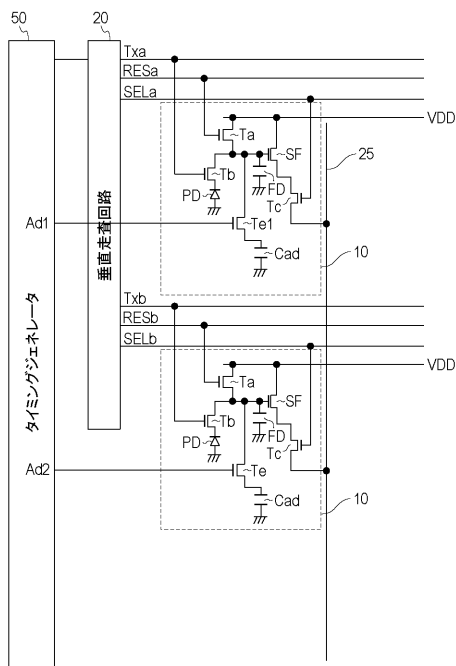 50
20
Txa
RESa
SELa
VDD
Ta
SF
25
Tb
FD
PD
Tc
Ad1
Te1
Cad
10
垂直走査回路
タイミングジェネレータ
Txb
RESb
SELb
VDD
Ta
SF
Tb
FD
PD
Tc
Ad2
Te
Cad
10